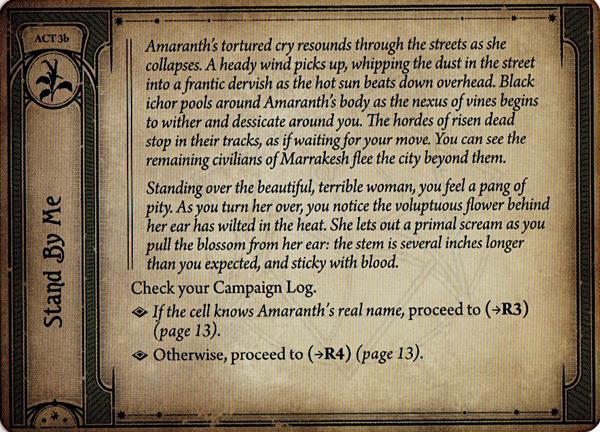 ACT 3b
Stand By Me
Amaranth's tortured cry resounds through the streets as she
collapses. A heady wind picks up, whipping the dust in the street
into a frantic dervish as the hot sun beats down overhead. Black
ichor pools around Amaranth's body as the nexus of vines begins
to wither and dessicate around you. The hordes of risen dead
stop in their tracks, as if waiting for your move. You can see the
remaining civilians of Marrakesh flee the city beyond them.
Standing over the beautiful, terrible woman, you feel a pang of
pity. As you turn her over, you notice the voluptuous flower behind
her ear has wilted in the heat. She lets out a primal scream as you
pull the blossom from her ear: the stem is several inches longer
than you expected, and sticky with blood.
Check your Campaign Log.
If the cell knows Amaranth's real name, proceed to (→R3)
(page 13).
Otherwise, proceed to (→R4) (page 13).